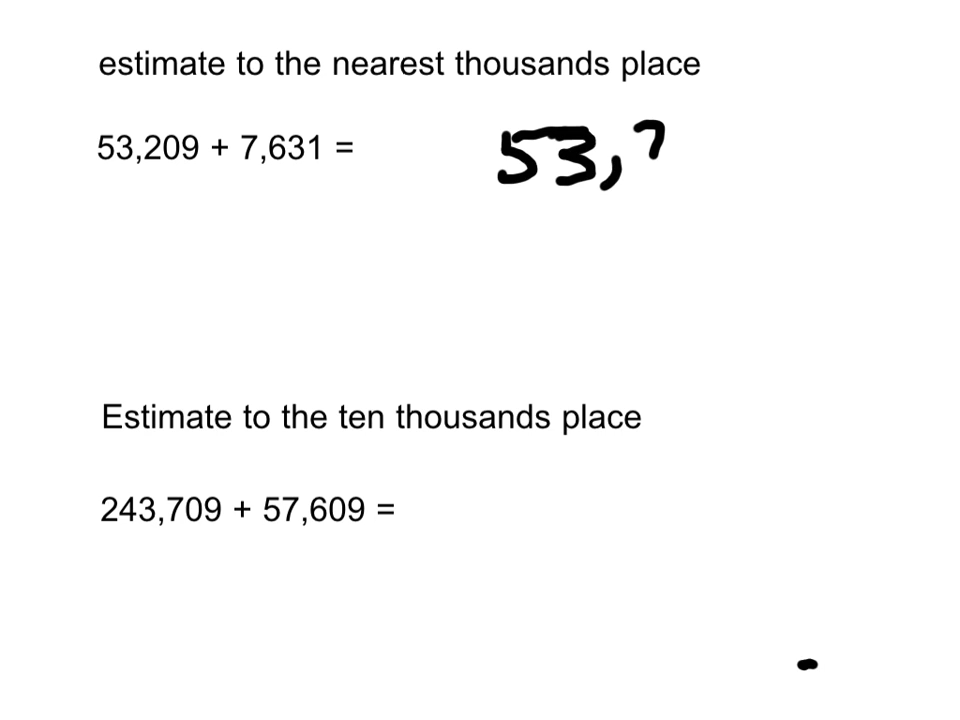 estimate to the nearest thousands place
53,209 + 7,631 =
53,
Estimate to the ten thousands place
243,709 + 57,609 =